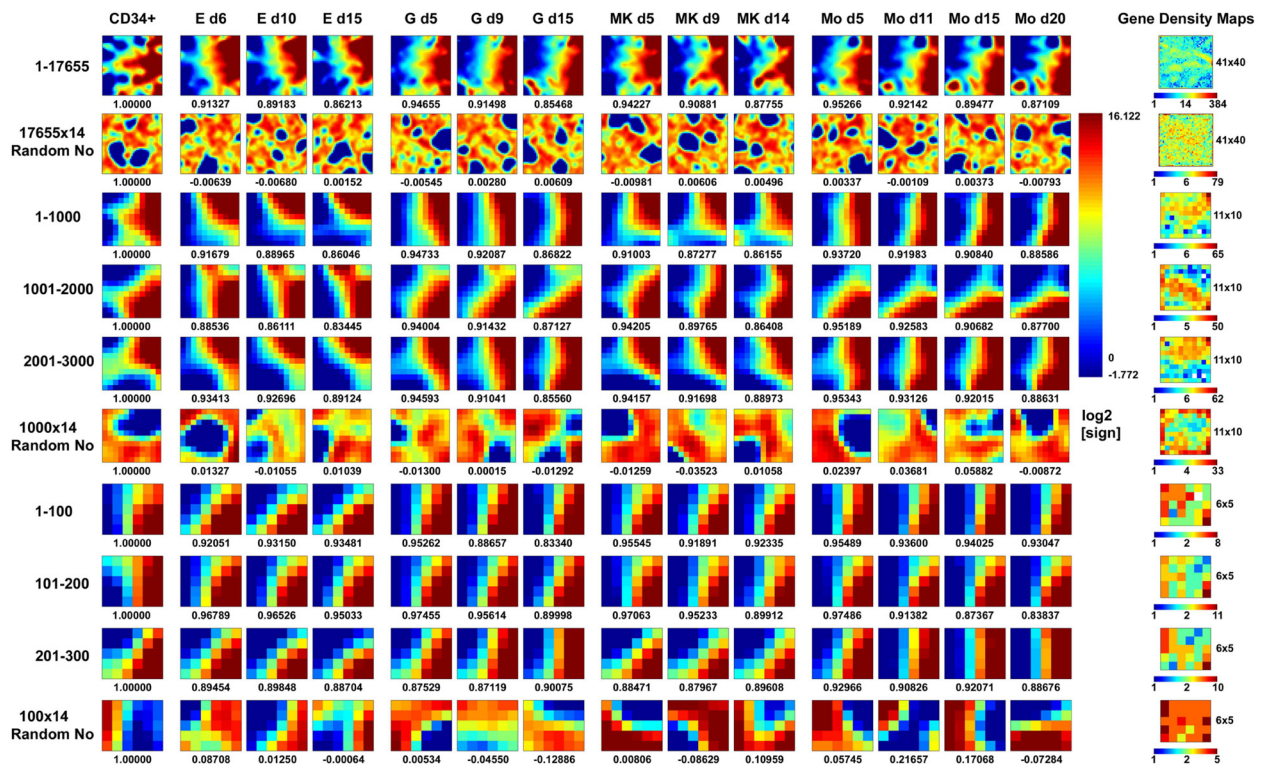 CD34+ E d6 E d10 E d15 G d5 G d9 G d15 MK d5 MK d9 MK d14 Mo d5 Mo d11 Mo d15 Mo d20 Gene Density Maps
1-17655 41x40
1.00000 0.91327 0.89183 0.86213 0.94655 0.91498 0.85468 0.94227 0.90881 0.87755 0.95266 0.92142 0.89477 0.87109 1 14 384
17655x14
Random No 41x40
16.122
1.00000 -0.00639 -0.00680 0.00152 -0.00545 0.00280 0.00609 -0.00981 0.00606 0.00496 0.00337 -0.00109 0.00373 -0.00793 1 6 79
1-1000 11x10
1.00000 0.91679 0.88965 0.86046 0.94733 0.92087 0.86822 0.91003 0.87277 0.86155 0.93720 0.91983 0.90840 0.88586 1 6 65
1001-2000 11x10
1.00000 0.88536 0.86111 0.83445 0.94004 0.91432 0.87127 0.94205 0.89765 0.86408 0.95189 0.92583 0.90682 0.87700 1 5 50
2001-3000 11x10
0
-1.772
1.00000 0.93413 0.92696 0.89124 0.94593 0.91041 0.85560 0.94157 0.91698 0.88973 0.95343 0.93126 0.92015 0.88631 1 6 62
log2
[sign]
1000x14
Random No 11x10
1.00000 0.01327 -0.01055 0.01039 -0.01300 0.00015 -0.01292 -0.01259 -0.03523 0.01058 0.02397 0.03681 0.05882 -0.00872 1 4 33
1-100 6x5
1.00000 0.92051 0.93150 0.93481 0.95262 0.88657 0.83340 0.95545 0.91891 0.92335 0.95489 0.93600 0.94025 0.93047 1 2 8
101-200 6x5
1.00000 0.96789 0.96526 0.95033 0.97455 0.95614 0.89998 0.97063 0.95233 0.89912 0.97486 0.91382 0.87367 0.83837 1 2 11
201-300 6x5
1.00000 0.89454 0.89848 0.88704 0.87529 0.87119 0.90075 0.88471 0.87967 0.89608 0.92966 0.90826 0.92071 0.88676 1 2 10
100x14
Random No 6x5
1.00000 0.08708 0.01250 -0.00064 0.00534 -0.04550 -0.12886 0.00806 -0.08629 0.10959 0.05745 0.21657 0.17068 -0.07284 1 2 5